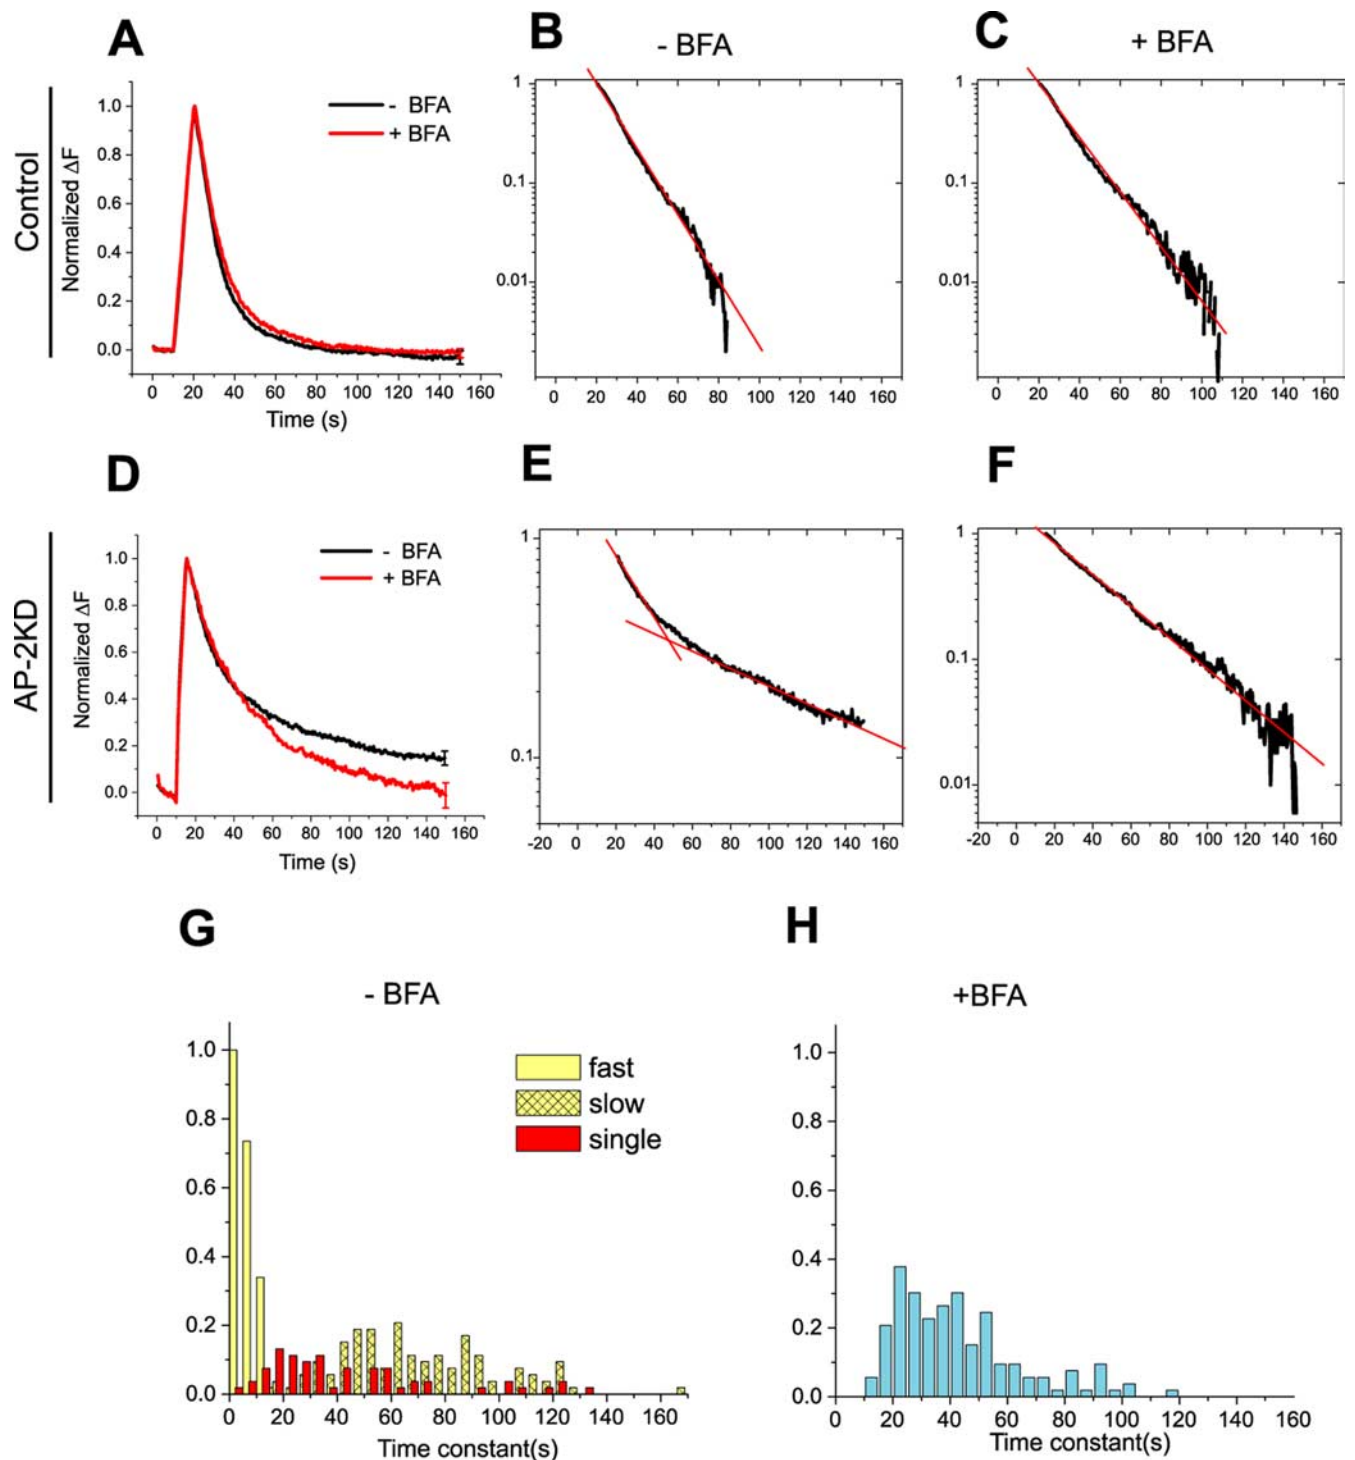 A
B
- BFA
C
+ BFA
Control
Normalized ΔF
1.0
0.8
0.6
0.4
0.2
0.0
- BFA
+ BFA
0 20 40 60 80 100 120 140 160
Time (s)
1
0.1
0.01
0 20 40 60 80 100 120 140 160
1
0.1
0.01
0 20 40 60 80 100 120 140 160
D
E
F
AP-2KD
Normalized ΔF
1.0
0.8
0.6
0.4
0.2
0.0
- BFA
+ BFA
0 20 40 60 80 100 120 140 160
Time (s)
1
0.1
-20 0 20 40 60 80 100 120 140 160
1
0.1
0.01
-20 0 20 40 60 80 100 120 140 160
G
- BFA
1.0
0.8
0.6
0.4
0.2
0.0
fast
slow
single
0 20 40 60 80 100 120 140 160
Time constant(s)
H
+BFA
1.0
0.8
0.6
0.4
0.2
0.0
0 20 40 60 80 100 120 140 160
Time constant(s)